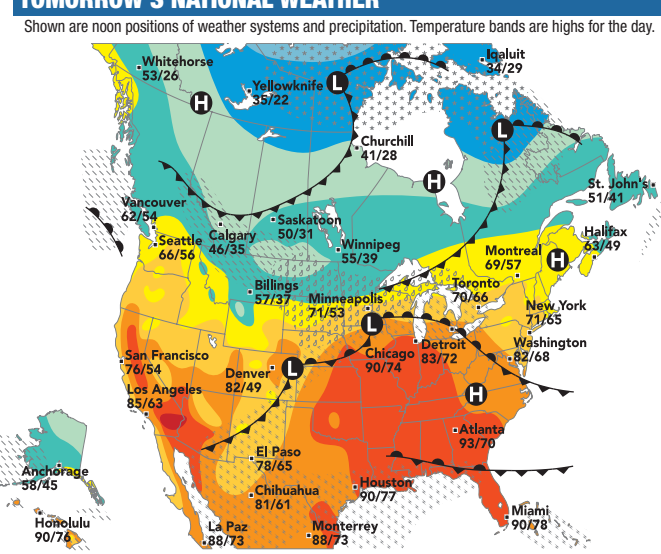 TOMORROW'S NATIONAL WEATHER
Shown are noon positions of weather systems and precipitation. Temperature bands are highs for the day.
Whitehorse
53/26
H
Yellowknife
35/22
L
Iqaluit
34/29
L
Churchill
41/28
H
St. John's
51/41
Vancouver
62/54
Seattle
66/56
Calgary
46/35
Saskatoon
50/31
Winnipeg
55/39
Montreal
69/57
H
Halifax
63/49
Billings
57/37
Minneapolis
71/53
Toronto
70/66
New York
71/65
L
San Francisco
76/54
Denver
82/49
L
Chicago
90/74
Detroit
83/72
Washington
82/68
Los Angeles
85/63
H
Atlanta
93/70
El Paso
78/65
Anchorage
58/45
Chihuahua
81/61
Houston
90/77
Honolulu
90/76
La Paz
88/73
Monterrey
88/73
Miami
90/78